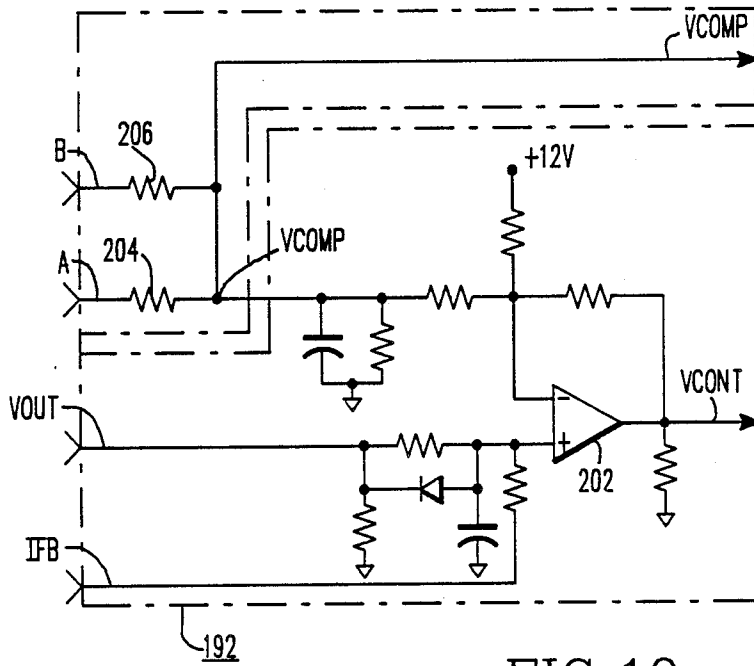 VCOMP
206
B
+12V
204
VCOMP
A
VOUT
VCONT
-
+
202
IFB
192